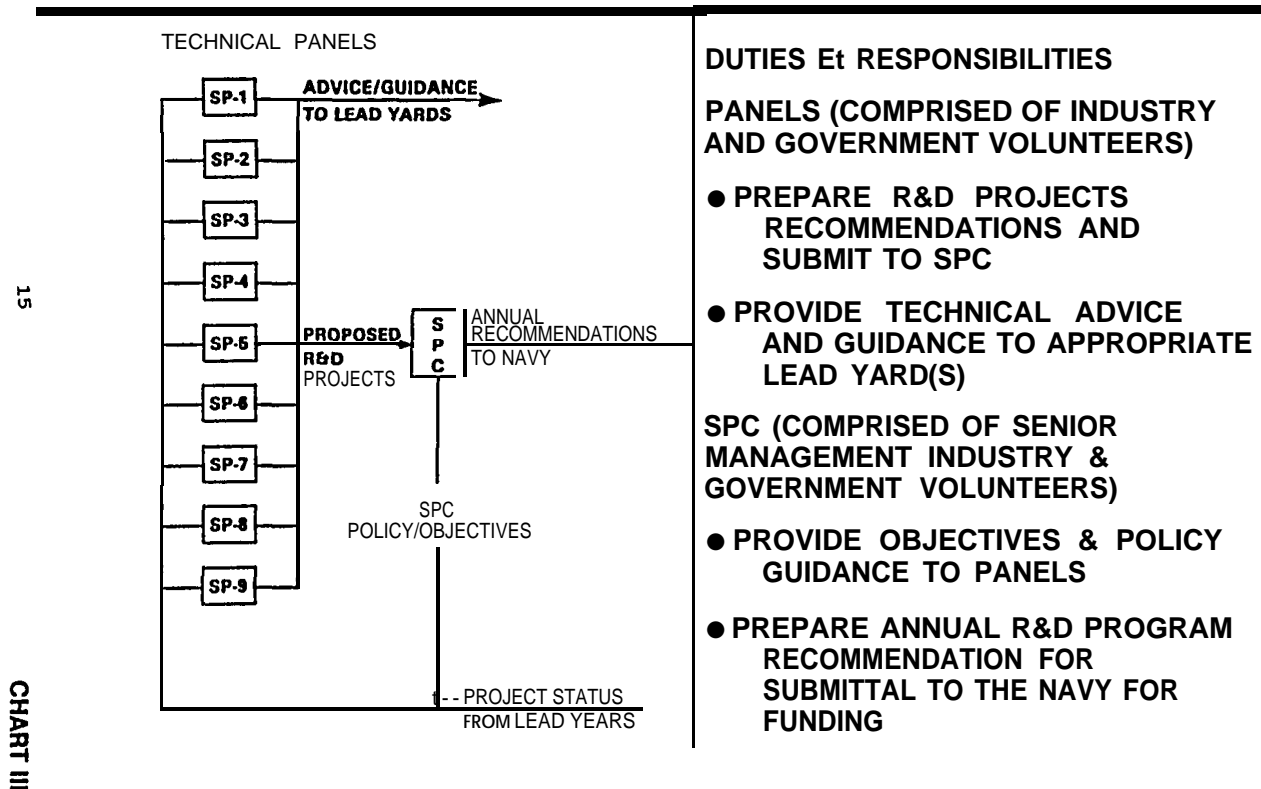 TECHNICAL PANELS
SP-1
ADVICE/GUIDANCE
TO LEAD YARDS
SP-2
SP-3
SP-4
SP-5
PROPOSED
R&D
PROJECTS
S
P
C
ANNUAL
RECOMMENDATIONS
TO NAVY
SP-6
SP-7
SP-8
SP-9
SPC
POLICY/OBJECTIVES
t - - PROJECT STATUS
FROM LEAD YEARS
DUTIES Et RESPONSIBILITIES
PANELS (COMPRISED OF INDUSTRY
AND GOVERNMENT VOLUNTEERS)
● PREPARE R&D PROJECTS
RECOMMENDATIONS AND
SUBMIT TO SPC
● PROVIDE TECHNICAL ADVICE
AND GUIDANCE TO APPROPRIATE
LEAD YARD(S)
SPC (COMPRISED OF SENIOR
MANAGEMENT INDUSTRY &
GOVERNMENT VOLUNTEERS)
● PROVIDE OBJECTIVES & POLICY
GUIDANCE TO PANELS
● PREPARE ANNUAL R&D PROGRAM
RECOMMENDATION FOR
SUBMITTAL TO THE NAVY FOR
FUNDING
15
CHART III